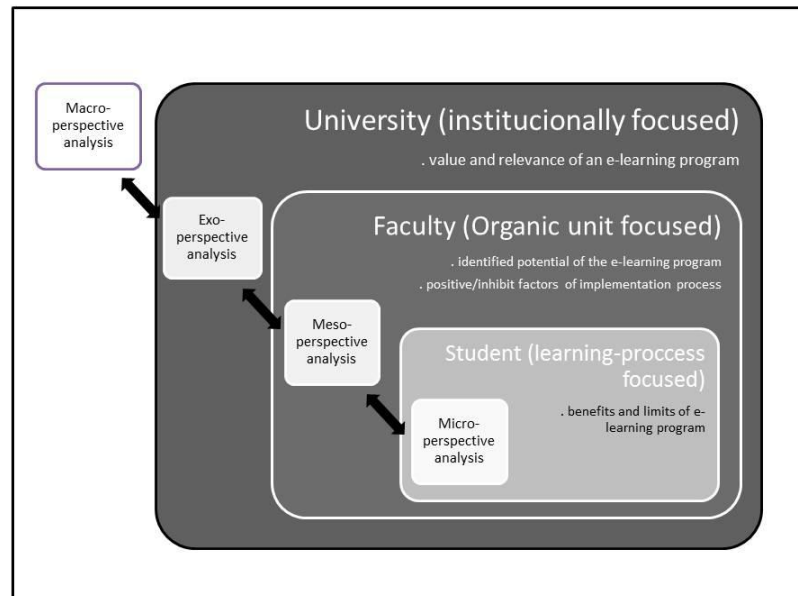 Macro-
perspective
analysis
University (institucionally focused)
. value and relevance of an e-learning program
Exo-
perspective
analysis
Faculty (Organic unit focused)
. identified potential of the e-learning program
. positive/inhibit factors of implementation process
Meso-
perspective
analysis
Student (learning-proccess
focused)
. benefits and limits of e-
learning program
Micro-
perspective
analysis